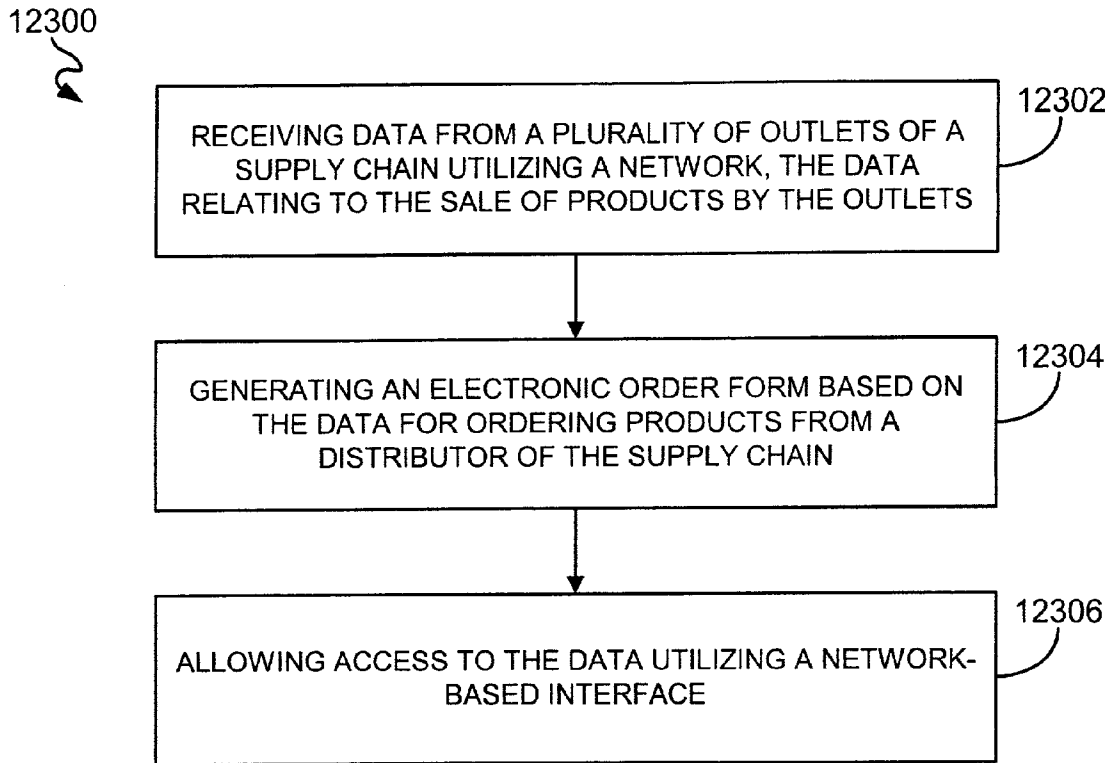 12300
12302
RECEIVING DATA FROM A PLURALITY OF OUTLETS OF A
SUPPLY CHAIN UTILIZING A NETWORK, THE DATA
RELATING TO THE SALE OF PRODUCTS BY THE OUTLETS
12304
GENERATING AN ELECTRONIC ORDER FORM BASED ON
THE DATA FOR ORDERING PRODUCTS FROM A
DISTRIBUTOR OF THE SUPPLY CHAIN
12306
ALLOWING ACCESS TO THE DATA UTILIZING A NETWORK-
BASED INTERFACE